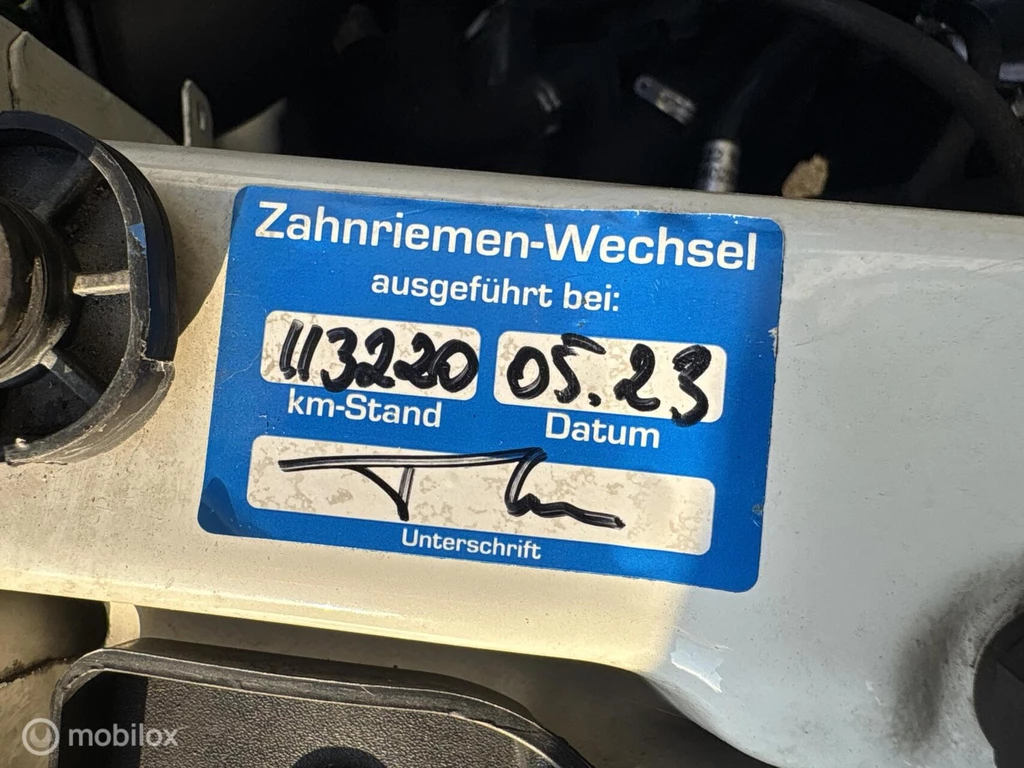 Zahnriemen-Wechsel
ausgeführt bei:
113220 05.23
km-Stand Datum
Unterschrift
mobilox